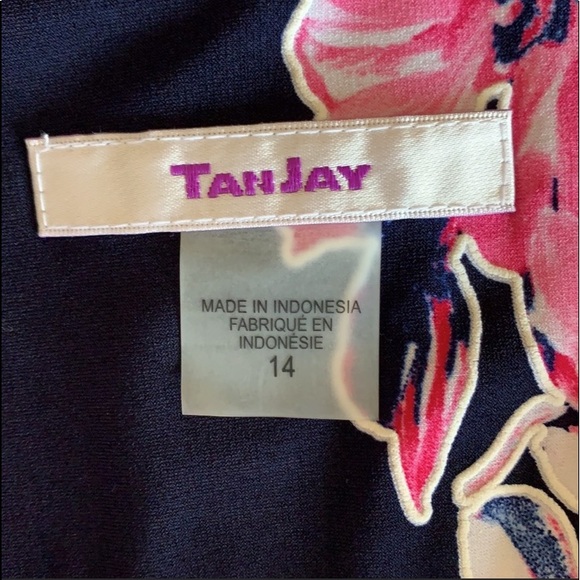 TANJAY
MADE IN INDONESIA
FABRIQUÉ EN
INDONÉSIE
14